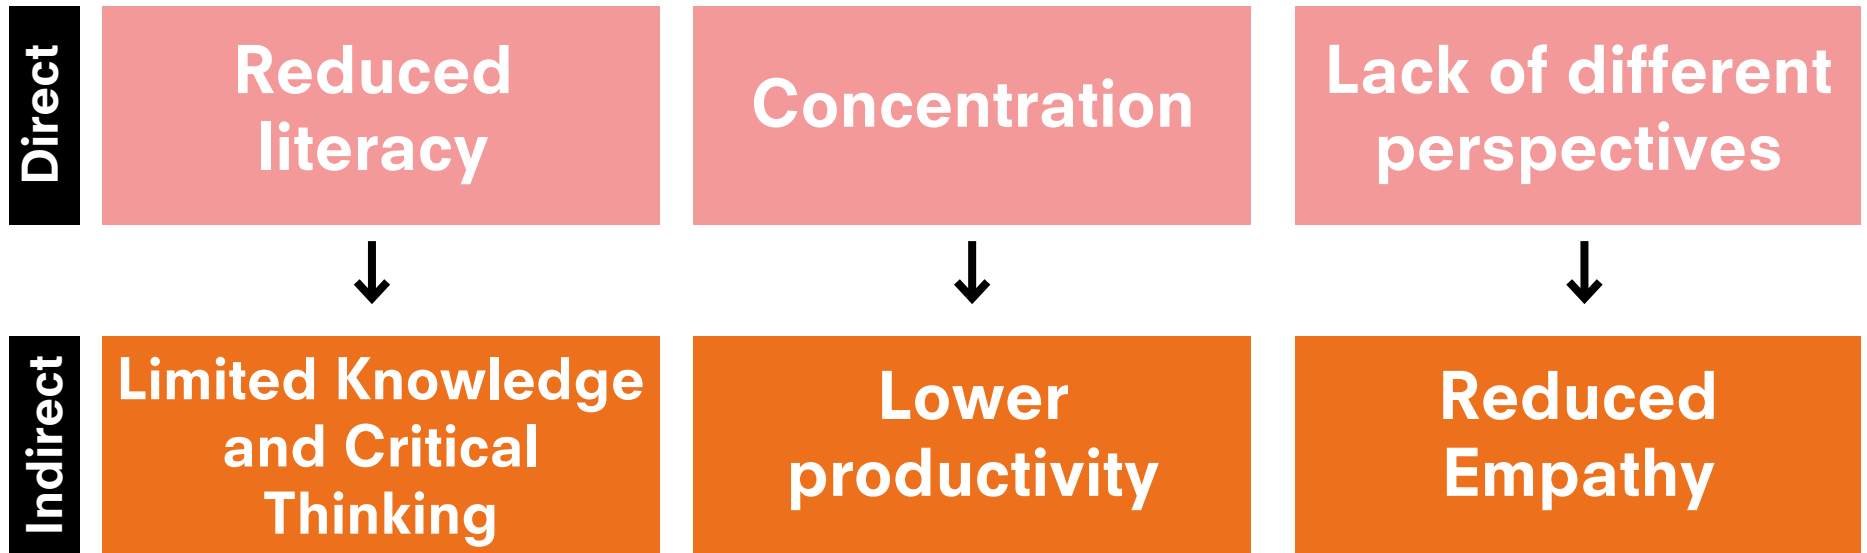 Direct
Reduced
literacy
Concentration
Lack of different
perspectives
Indirect
Limited Knowledge
and Critical
Thinking
Lower
productivity
Reduced
Empathy